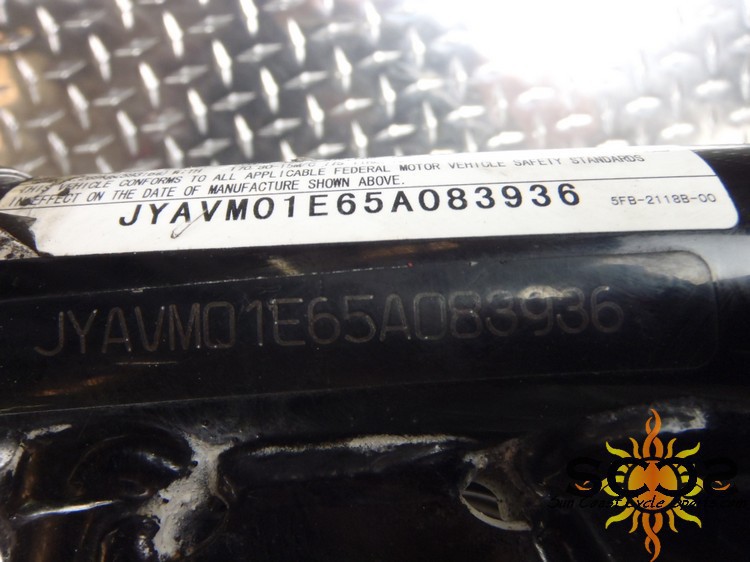 THIS VEHICLE CONFORMS TO ALL APPLICABLE FEDERAL MOTOR VEHICLE SAFETY STANDARDS
IN EFFECT ON THE DATE OF MANUFACTURE SHOWN ABOVE.
JYAVM01E65A083936
5FB-2118B-00
JYAVM01E65A083936